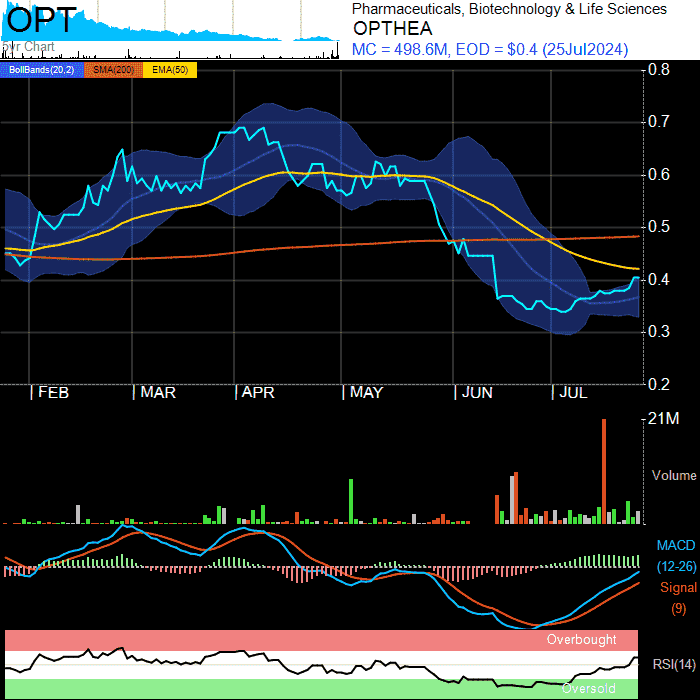 OPT
Pharmaceuticals, Biotechnology & Life Sciences
OPTHEA
5yr Chart
MC = 498.6M, EOD = $0.4 (25Jul2024)
BollBands(20,2) SMA(200) EMA(50)
0.8
0.7
0.6
0.5
0.4
0.3
0.2
FEB MAR APR MAY JUN JUL
21M
Volume
MACD
(12-26)
Signal
(9)
Overbought
RSI(14)
Oversold